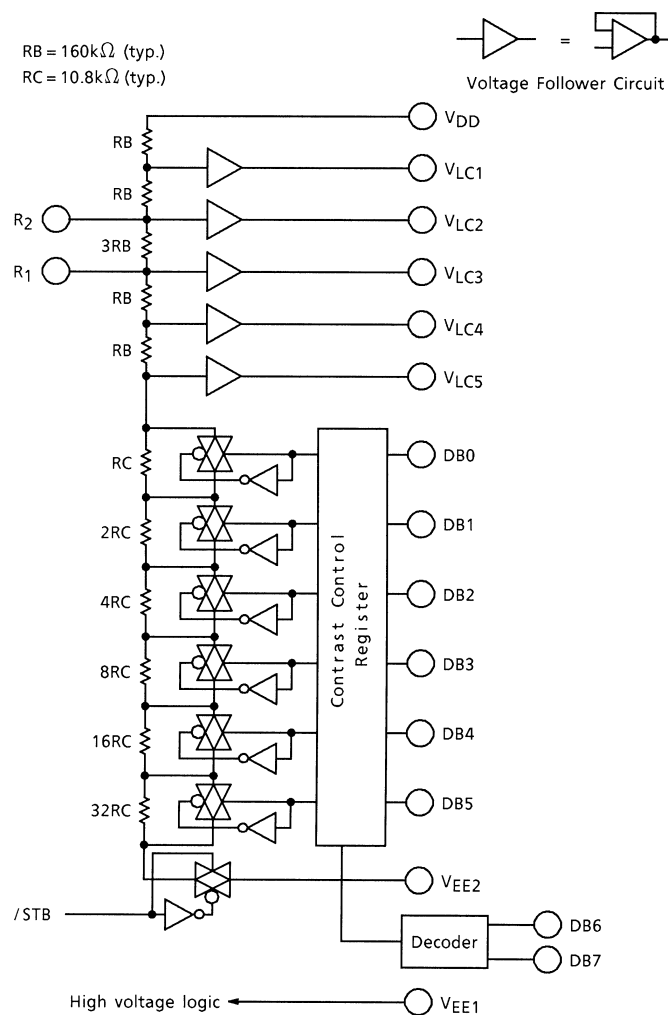 RB = 160kΩ (typ.)
RC = 10.8kΩ (typ.)
=
Voltage Follower Circuit
VDD
RB
VLC1
RB
R2
VLC2
3RB
R1
VLC3
RB
VLC4
RB
VLC5
RC
DB0
2RC
DB1
4RC
DB2
Contrast Control
Register
8RC
DB3
16RC
DB4
32RC
DB5
VEE2
/STB
Decoder
DB6
DB7
High voltage logic
VEE1